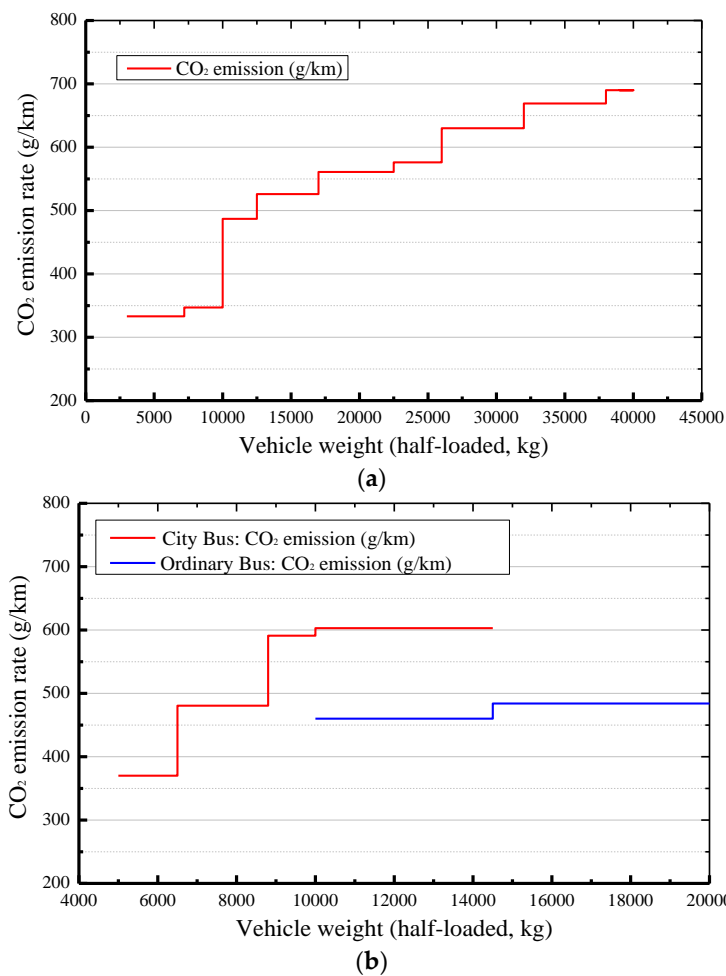 800
700
600
500
400
300
200
CO₂ emission rate (g/km)
CO₂ emission (g/km)
0 5000 10000 15000 20000 25000 30000 35000 40000 45000
Vehicle weight (half-loaded, kg)
(a)
800
700
600
500
400
300
200
CO₂ emission rate (g/km)
City Bus: CO₂ emission (g/km)
Ordinary Bus: CO₂ emission (g/km)
4000 6000 8000 10000 12000 14000 16000 18000 20000
Vehicle weight (half-loaded, kg)
(b)